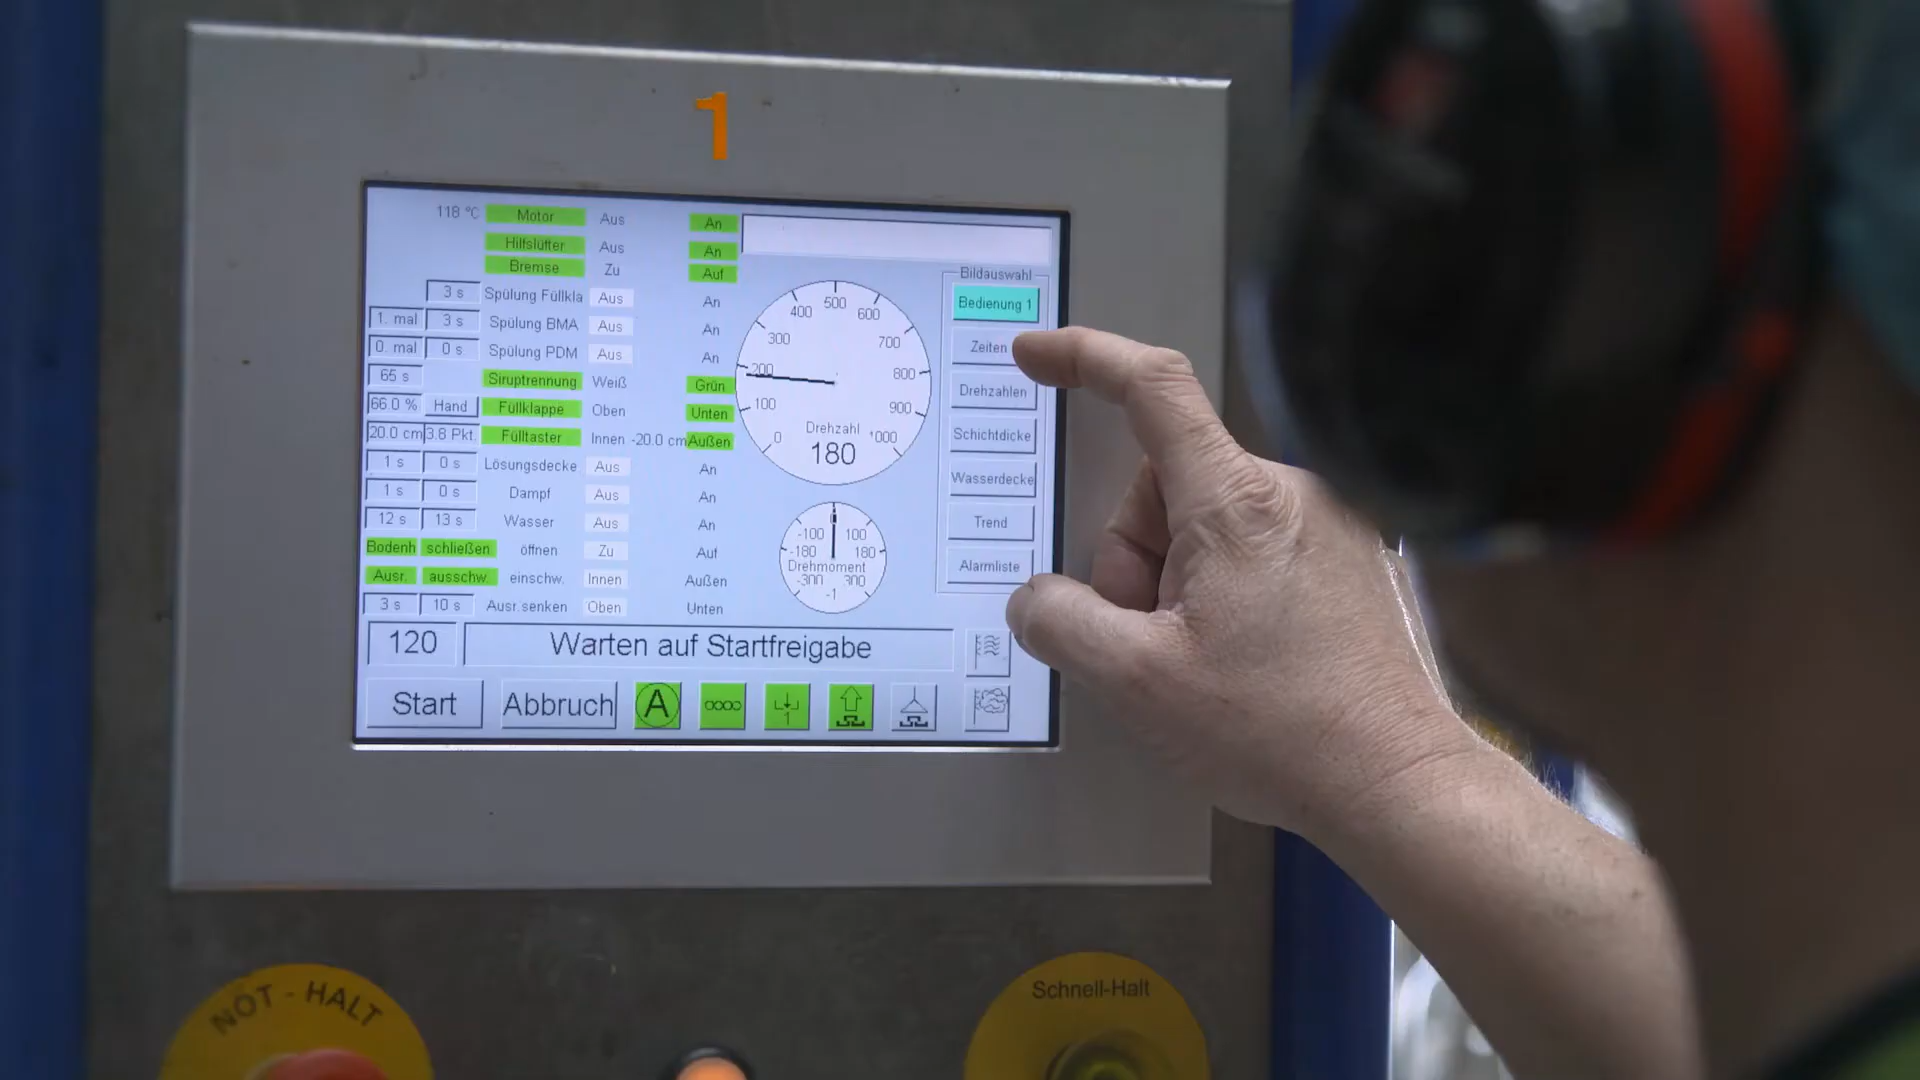 1
118 °C Motor Aus An
Hilfslüfter Aus An
Bremse Zu Auf
3 s Spülung Füllkla Aus An
1. mal 3 s Spülung BMA Aus An
0. mal 0 s Spülung PDM Aus An
65 s Siruptrennung Weiß Grün
66.0 % Hand Füllklappe Oben Unten
20.0 cm 3.8 Pkt. Fülltaster Innen -20.0 cm Außen
1 s 0 s Lösungsdecke Aus An
1 s 0 s Dampf Aus An
12 s 13 s Wasser Aus An
Bodenh schließen öffnen Zu Auf
Ausr. ausschw. einschw. Innen Außen
3 s 10 s Ausr.senken Oben Unten
0 100 200 300 400 500 600 700 800 900 1000
Drehzahl
180
-100 100
-180 180
Drehmoment
-300 300
-1
Bildauswahl
Bedienung 1
Zeiten
Drehzahlen
Schichtdicke
Wasserdecke
Trend
Alarmliste
120 Warten auf Startfreigabe
Start Abbruch A 1
NOT - HALT
Schnell-Halt